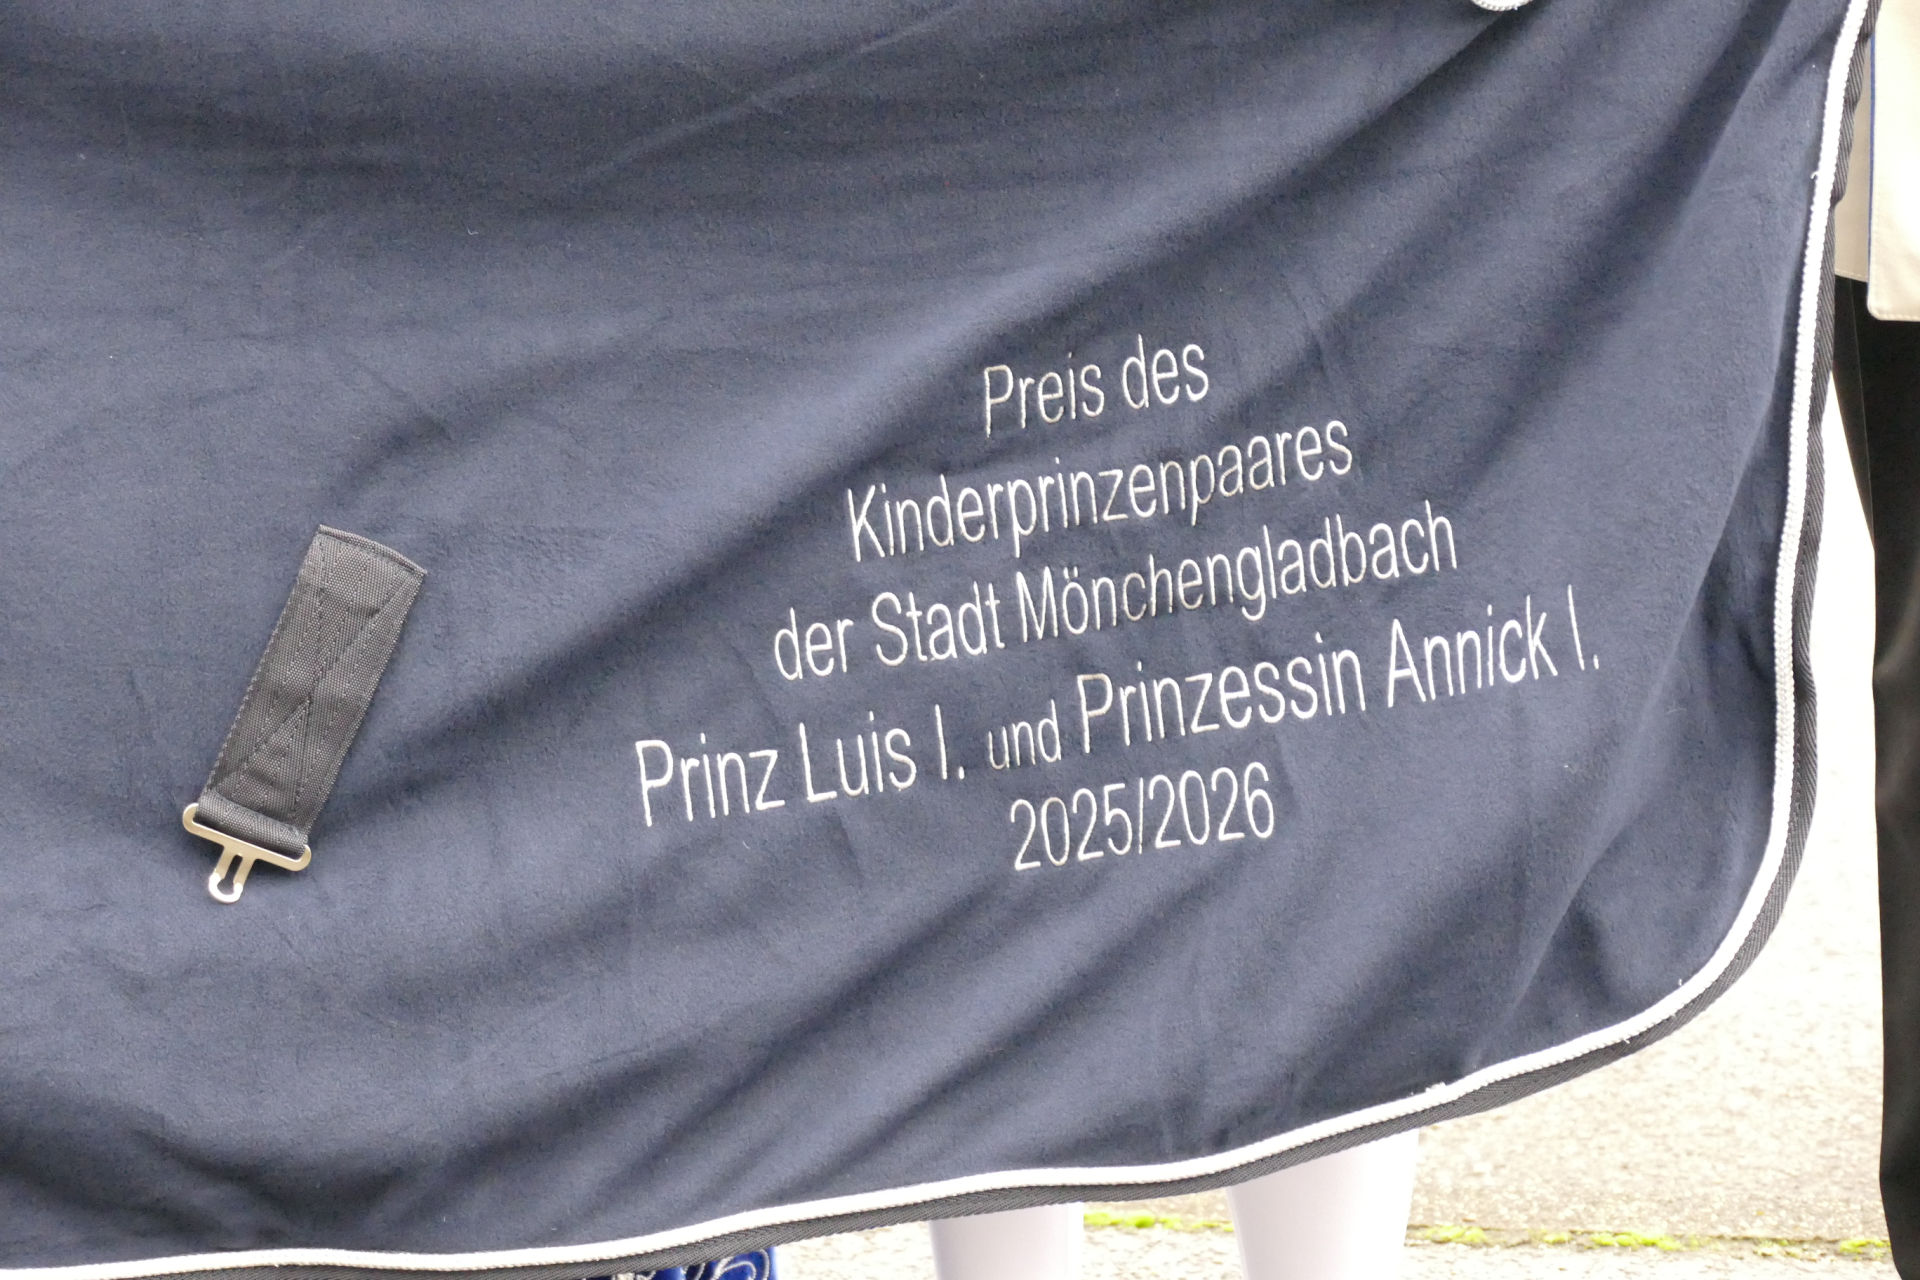 Preis des
Kinderprinzenpaares
der Stadt Mönchengladbach
Prinz Luis I. und Prinzessin Annick I.
2025/2026